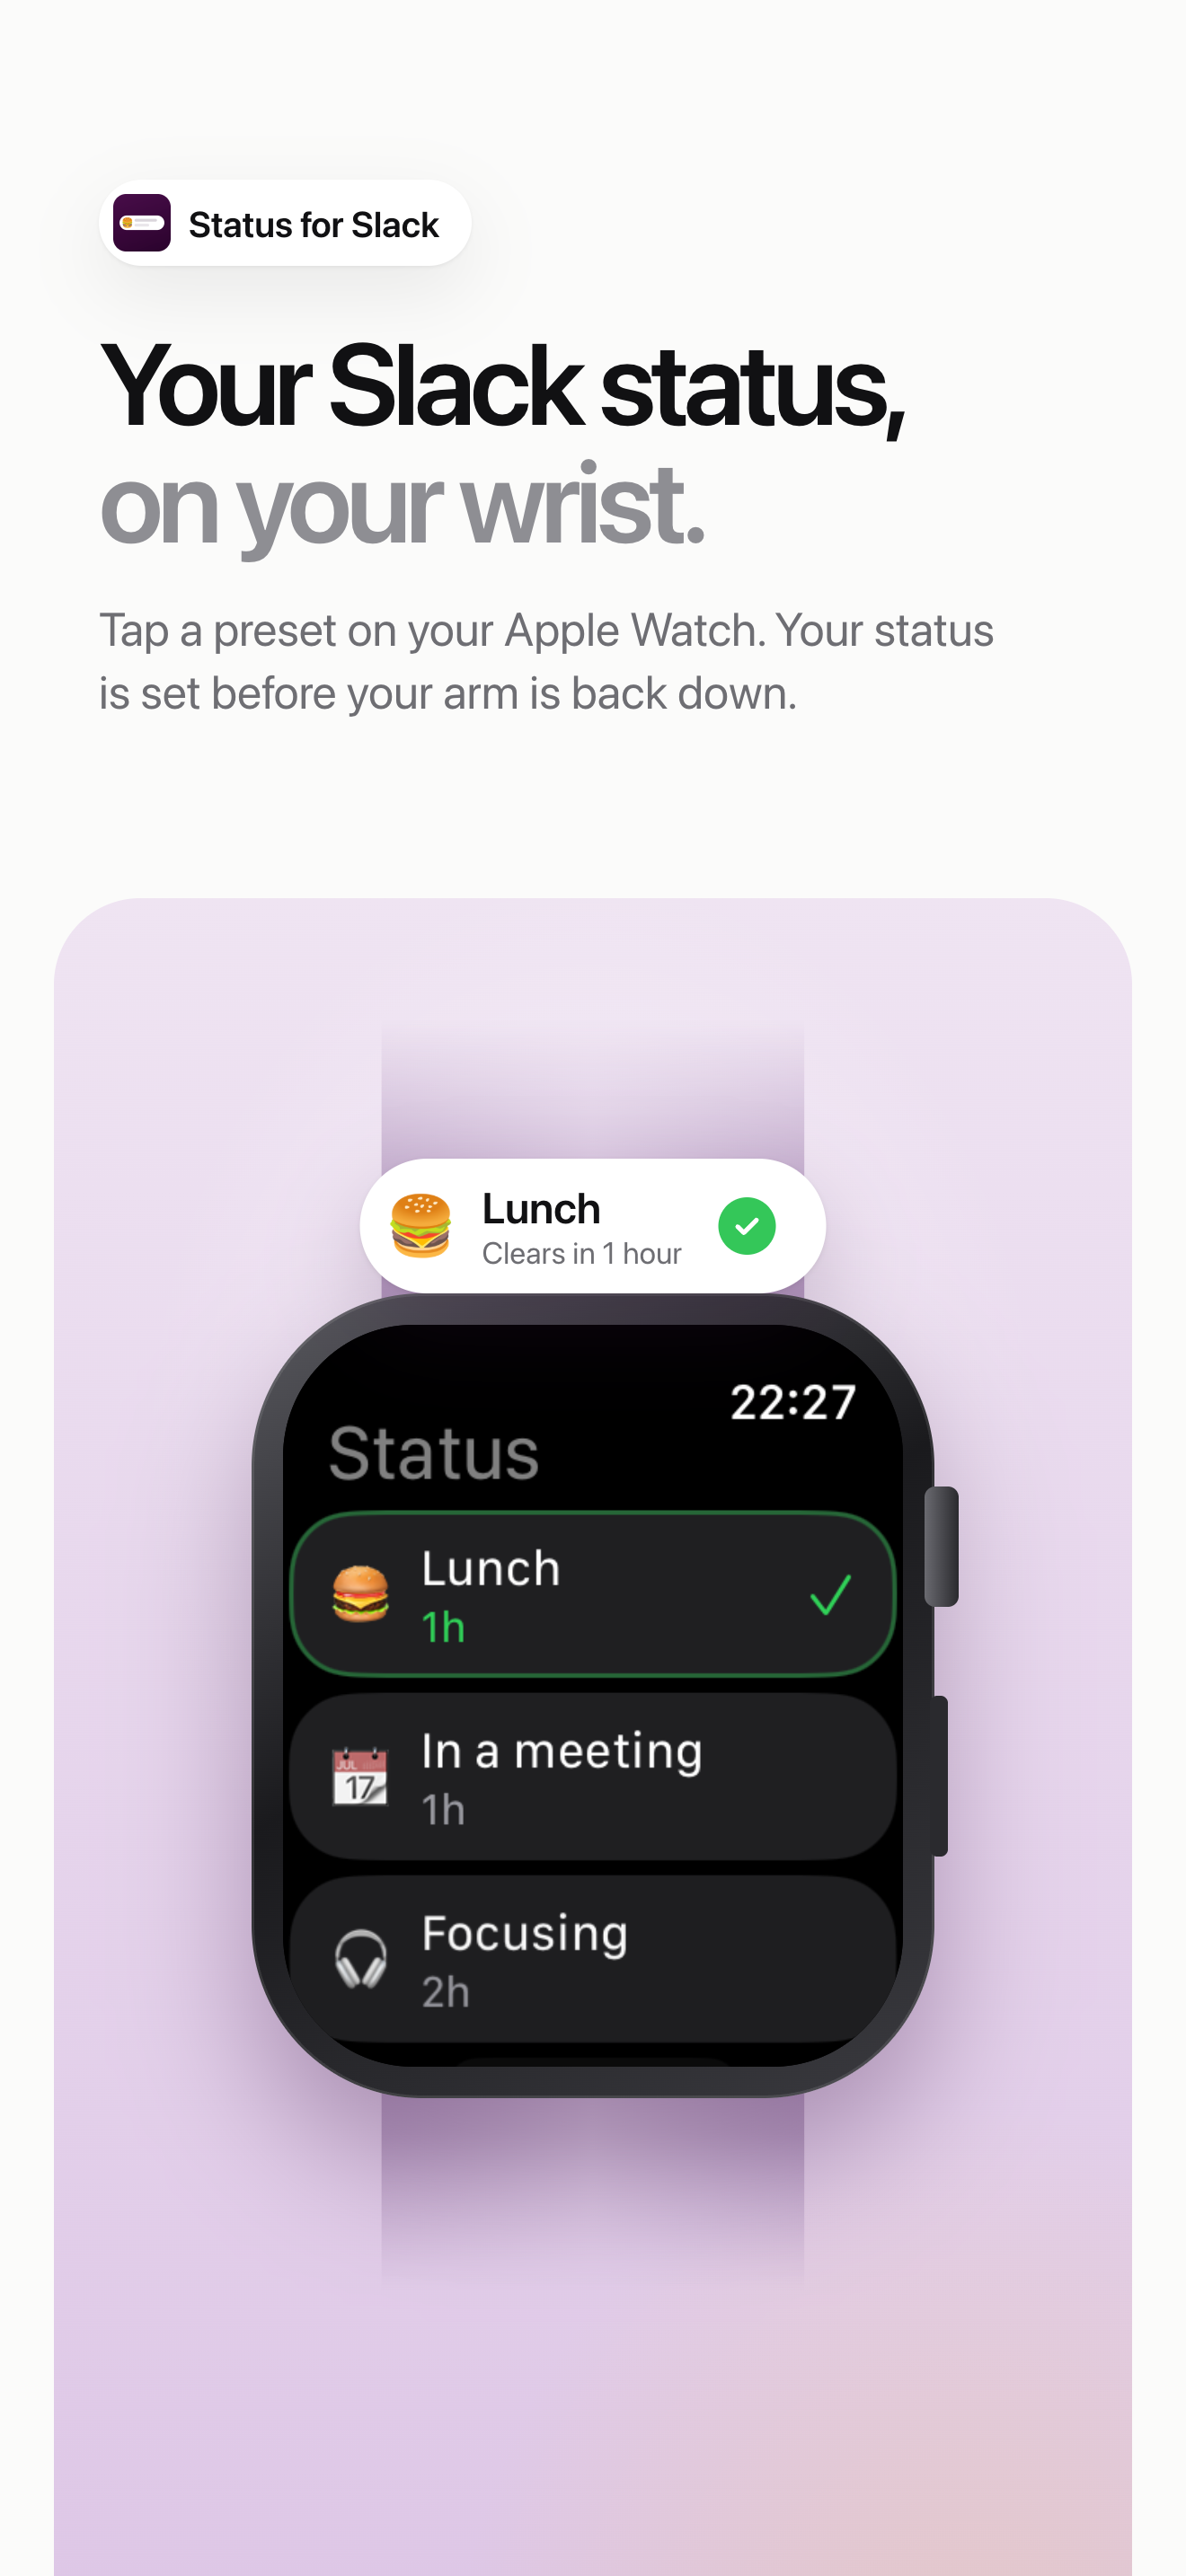 Status for Slack
Your Slack status,
on your wrist.
Tap a preset on your Apple Watch. Your status
is set before your arm is back down.
Lunch
Clears in 1 hour
22:27
Status
Lunch
1h
JUL
17
In a meeting
1h
Focusing
2h